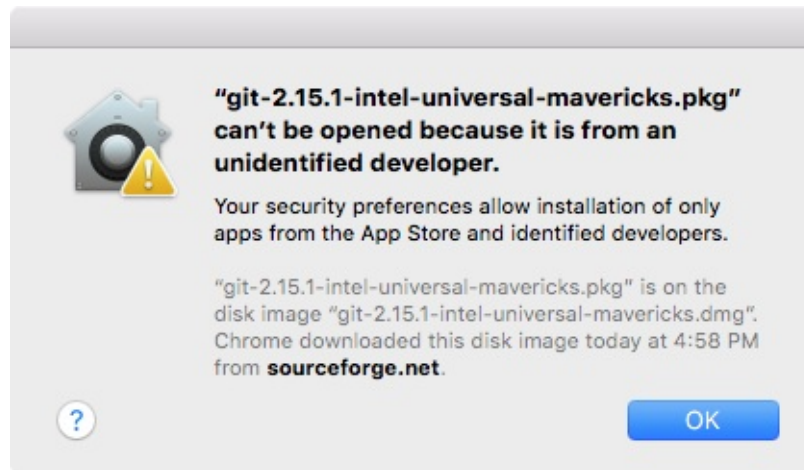 “git-2.15.1-intel-universal-mavericks.pkg”
can’t be opened because it is from an
unidentified developer.
Your security preferences allow installation of only
apps from the App Store and identified developers.
“git-2.15.1-intel-universal-mavericks.pkg” is on the
disk image “git-2.15.1-intel-universal-mavericks.dmg”.
Chrome downloaded this disk image today at 4:58 PM
from sourceforge.net.
?
OK